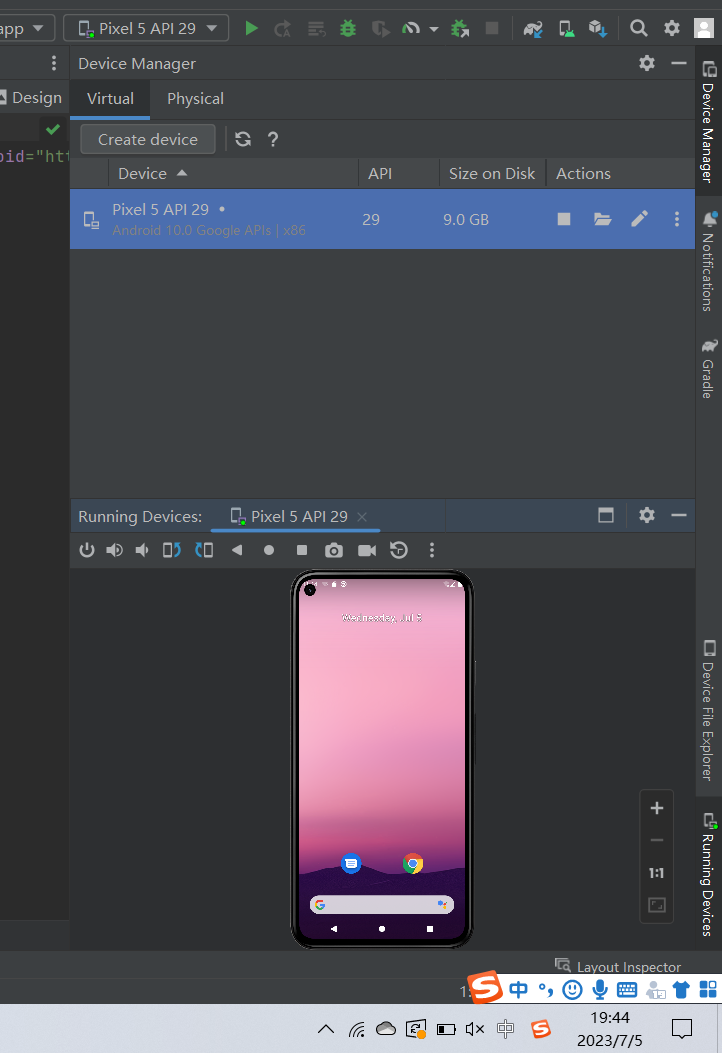 app
Pixel 5 API 29
Device Manager
Design
Virtual
Physical
Create device
?
oid="htt
Device
API
Size on Disk
Actions
Pixel 5 API 29
29
9.0 GB
Android 10.0 Google APIs | x86
Device Manager
Notifications
Gradle
Running Devices:
Pixel 5 API 29
Wednesday, Jul 5
Device File Explorer
1:1
Running Devices
Layout Inspector
1:
S
中
中
S
19:44
2023/7/5